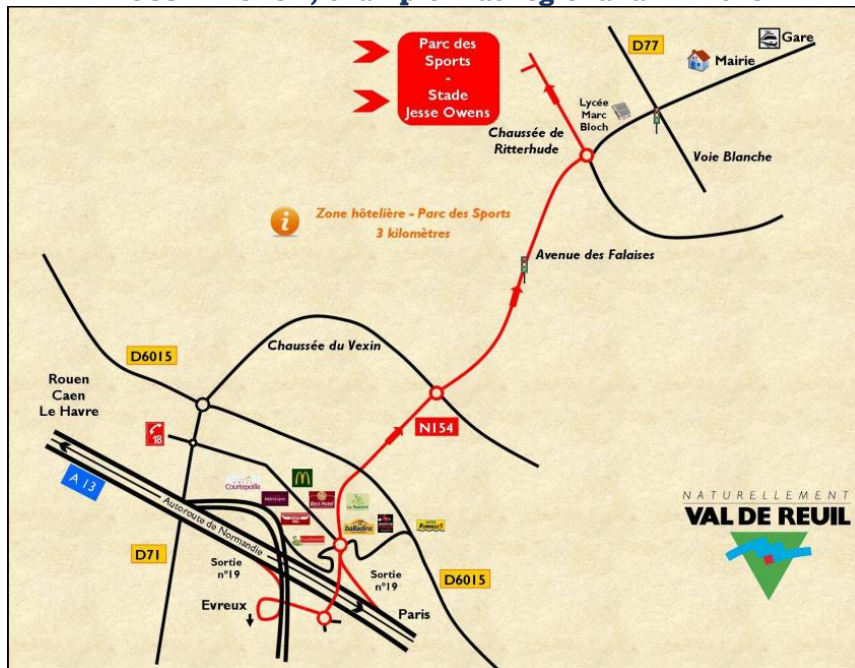 Parc des
Sports
-
Stade
Jesse Owens
D77
Gare
Mairie
Lycée
Marc
Bloch
Chaussée de
Ritterhude
Voie Blanche
i
Zone hôtelière - Parc des Sports
3 kilomètres
Avenue des Falaises
D6015
Chaussée du Vexin
Rouen
Caen
Le Havre
N154
18
Courtepaille
Best Hotel
balladins
A 13
Autoroute de Normandie
D71
Sortie
n°19
Sortie
n°19
D6015
Evreux
Paris
NATURELLEMENT
VAL DE REUIL